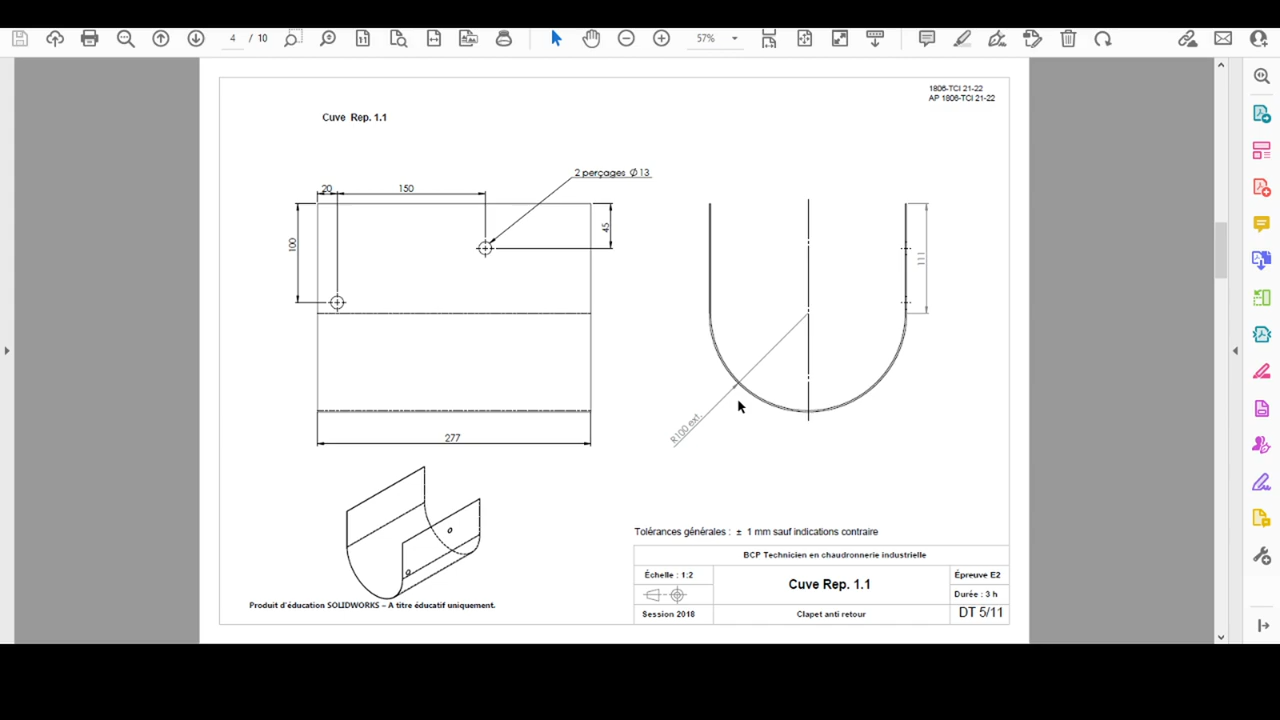 4 / 10
57%
1806-TCI 21-22
AP 1806-TCI 21-22
Cuve Rep. 1.1
2 perçages Ø13
20
150
100
45
111
R100 ext.
277
Tolérances générales : ± 1 mm sauf indications contraire
BCP Technicien en chaudronnerie industrielle
Échelle : 1:2
Cuve Rep. 1.1
Épreuve E2
Durée : 3 h
Produit d'éducation SOLIDWORKS – A titre éducatif uniquement.
Session 2018
Clapet anti retour
DT 5/11